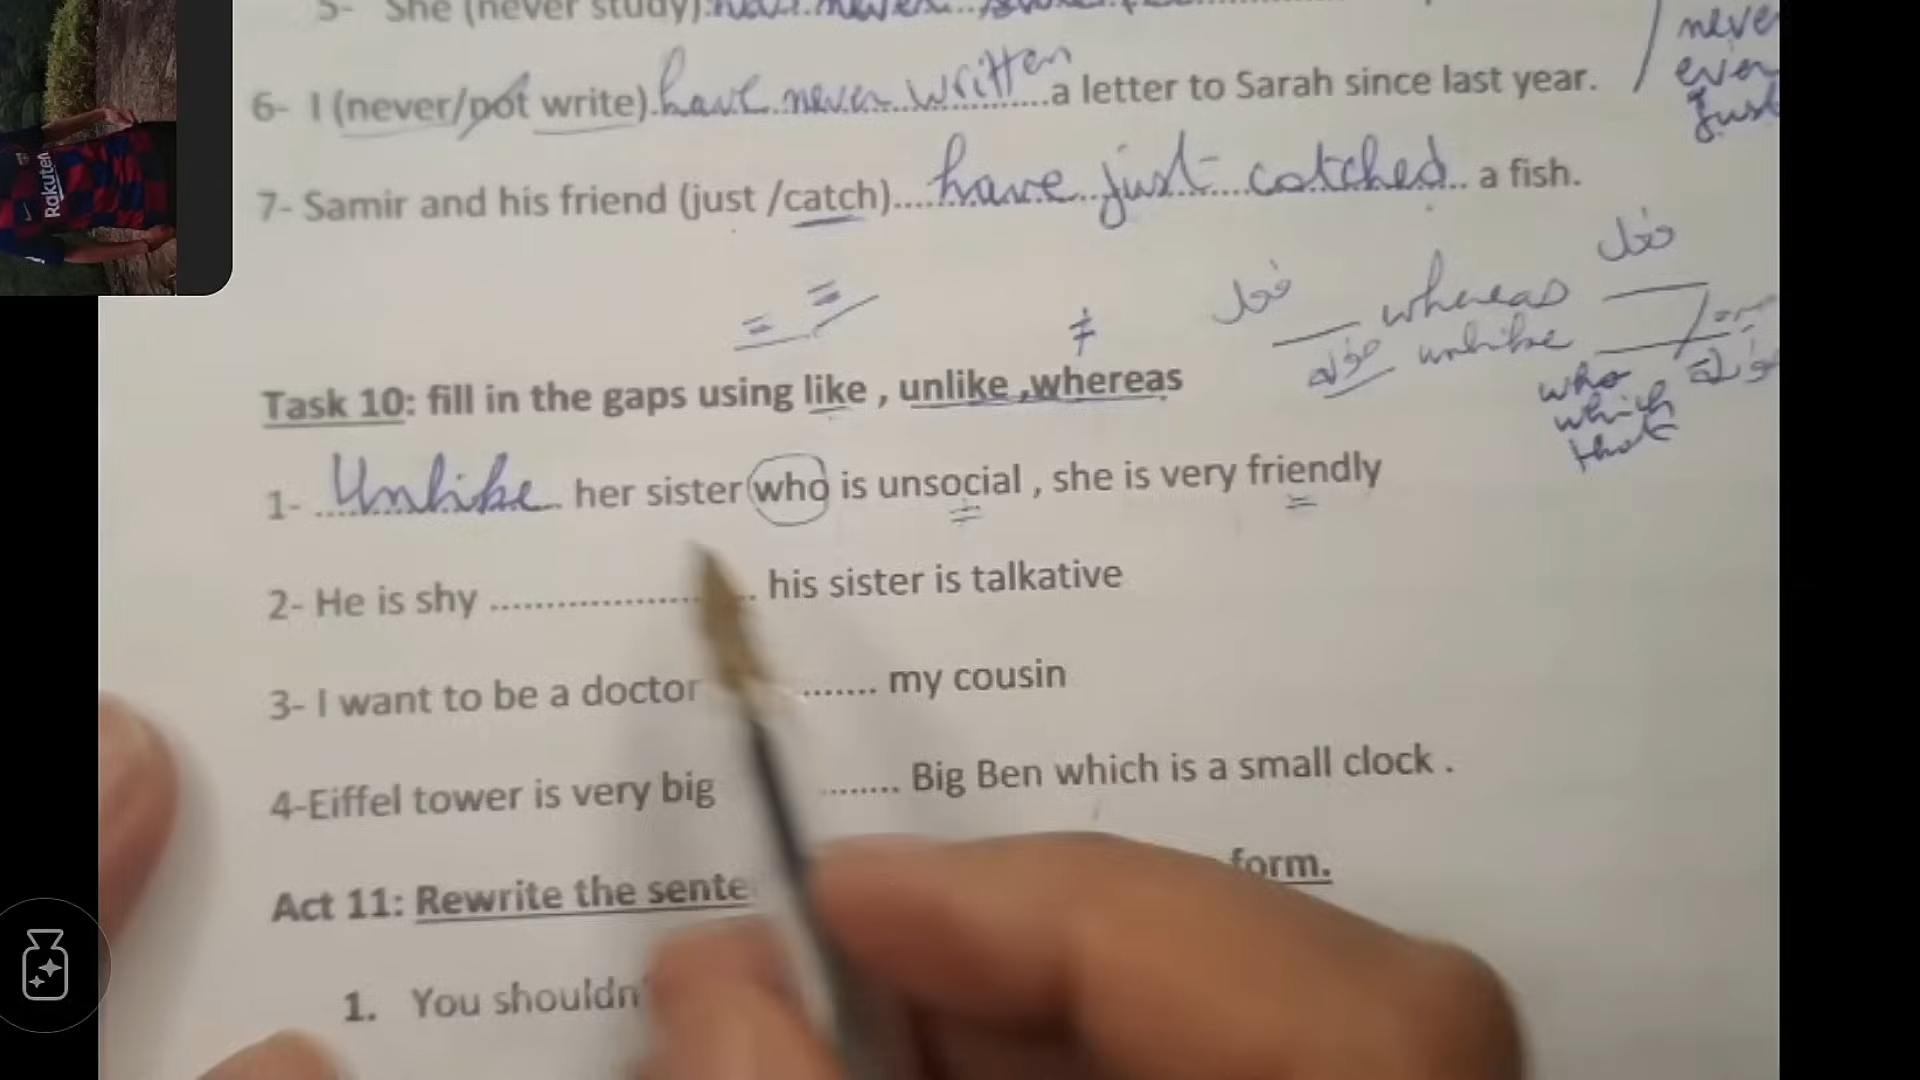 5- She (never study) never
6- I (never/not write) have never written a letter to Sarah since last year.
7- Samir and his friend (just /catch).... have just catched .. a fish.
never
ever
Just
Rakuten
= =
≠
فعل
فعل
whereas
unlike
who
which
that
Task 10: fill in the gaps using like , unlike ,whereas
1- Unlike her sister who is unsocial , she is very friendly
≠ =
2- He is shy ........................ his sister is talkative
3- I want to be a doctor ....... my cousin
4-Eiffel tower is very big ........ Big Ben which is a small clock .
Act 11: Rewrite the sente form.
1. You shouldn'